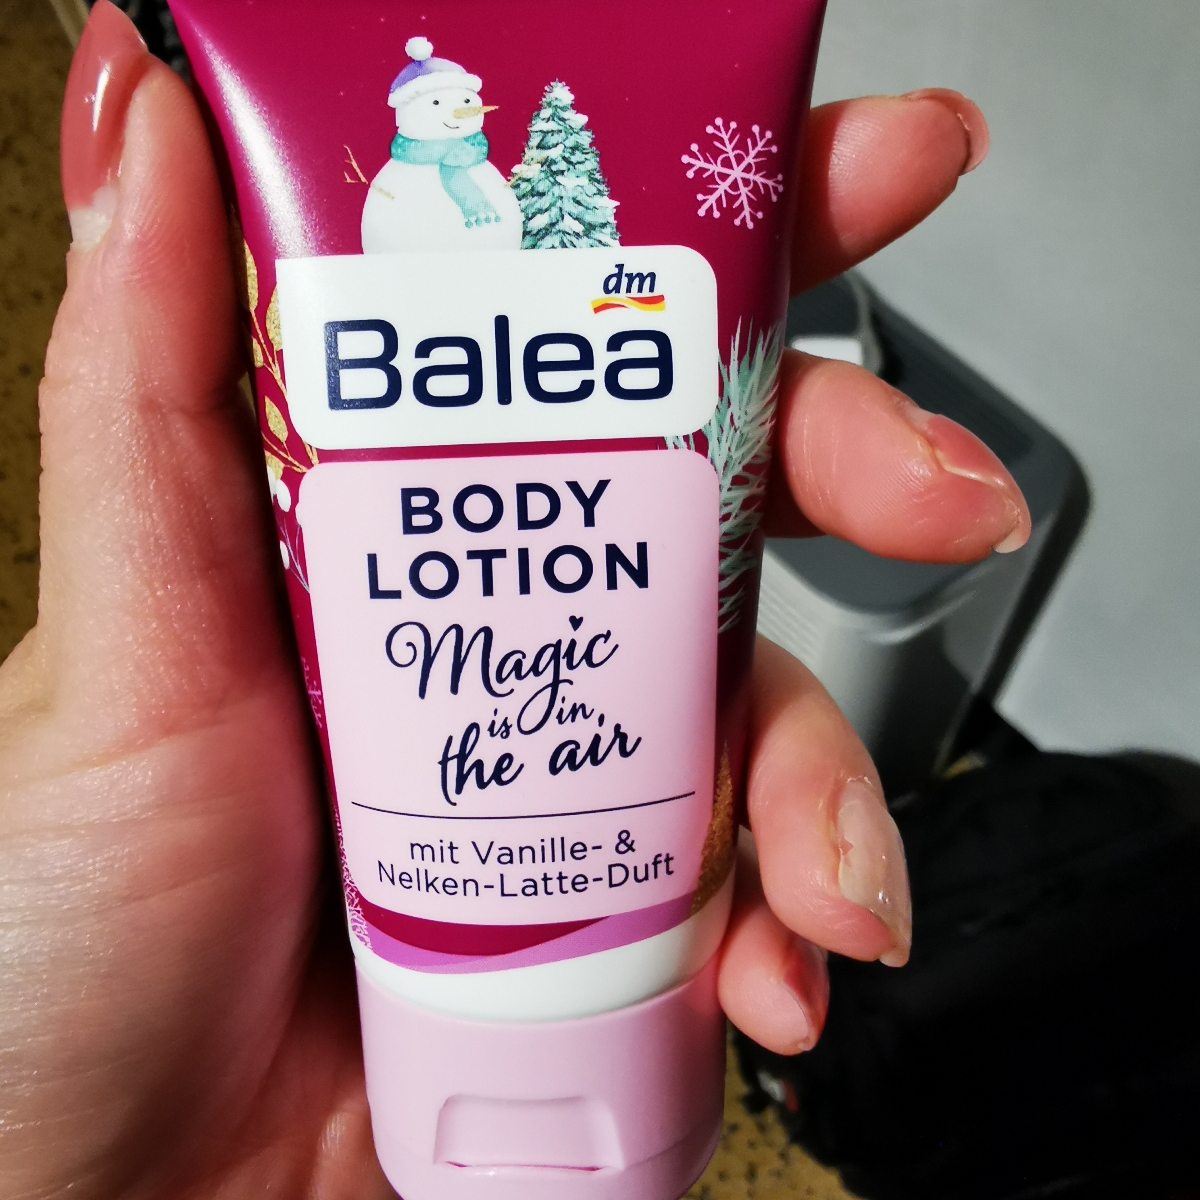 dm
Balea
BODY
LOTION
Magic
is in
the air
mit Vanille- &
Nelken-Latte-Duft